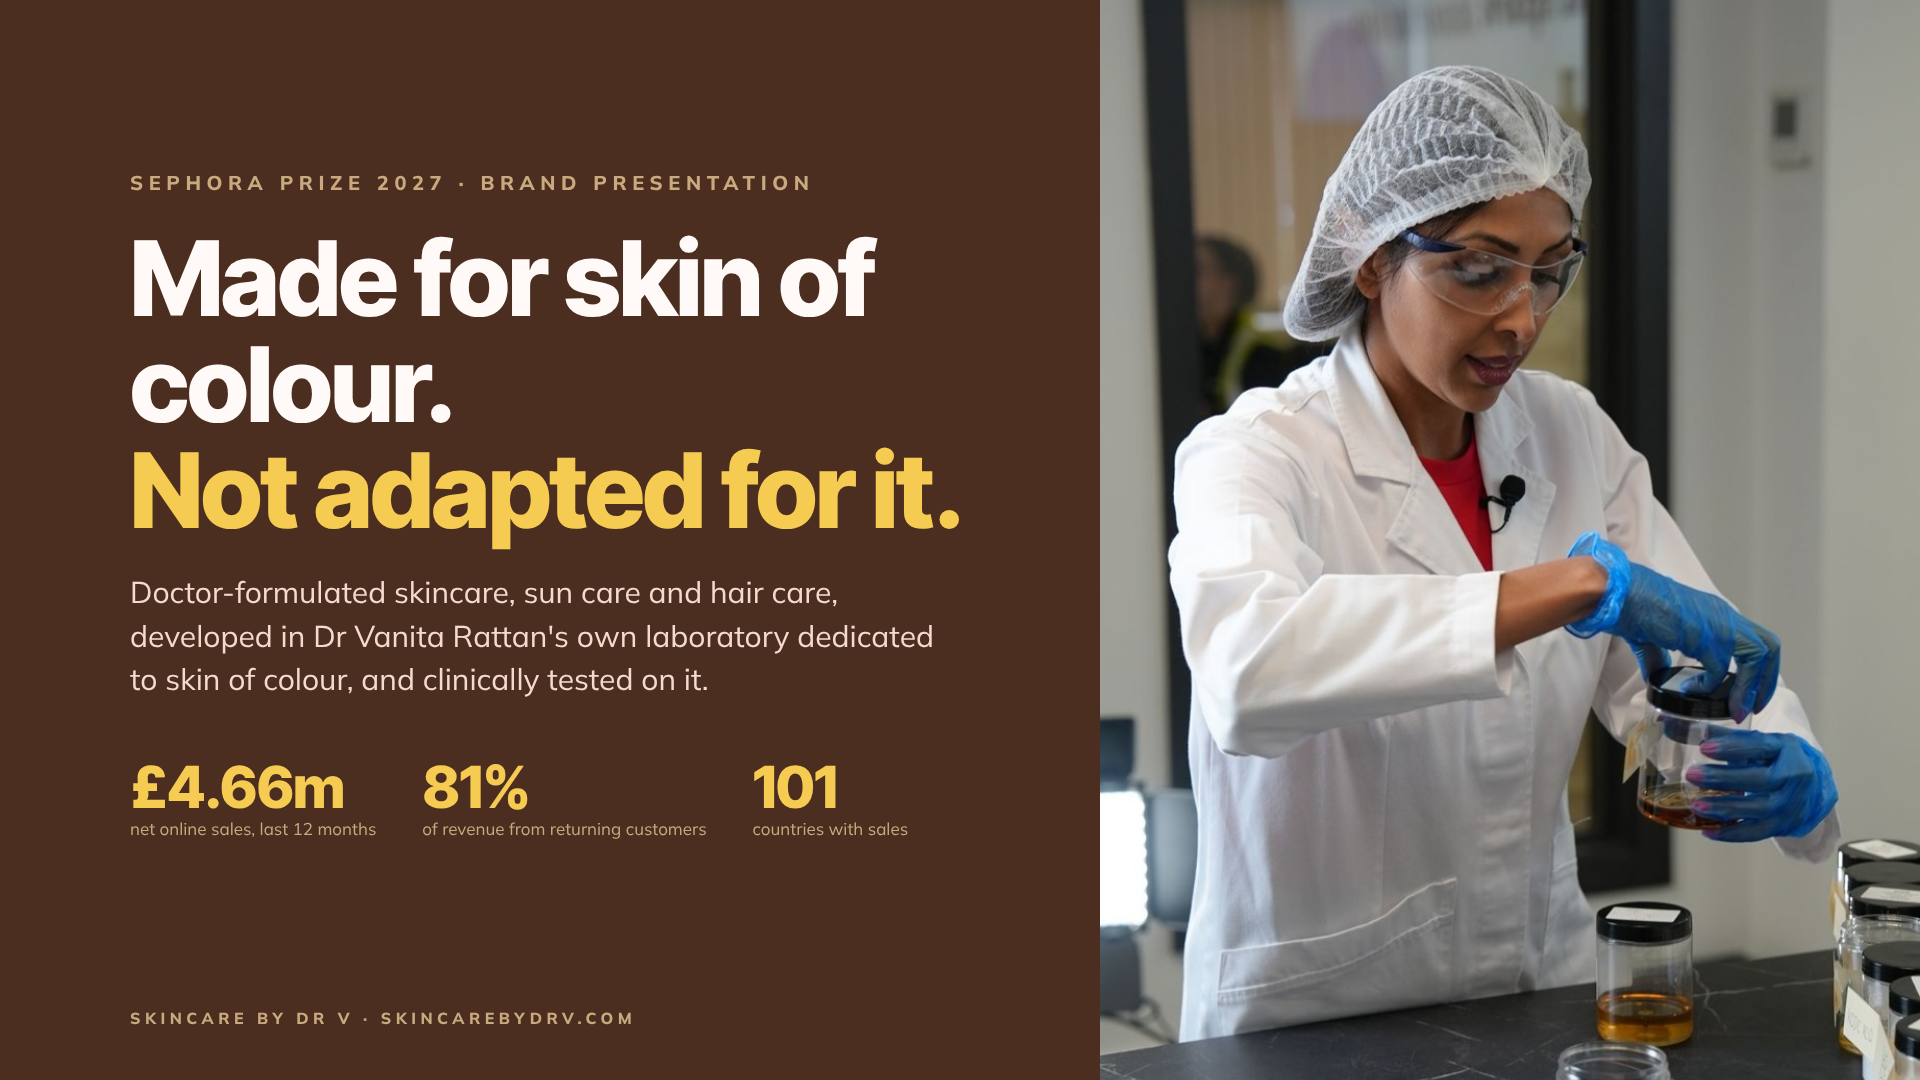 SEPHORA PRIZE 2027 · BRAND PRESENTATION
Made for skin of
colour.
Not adapted for it.
Doctor-formulated skincare, sun care and hair care,
developed in Dr Vanita Rattan's own laboratory dedicated
to skin of colour, and clinically tested on it.
£4.66m
net online sales, last 12 months
81%
of revenue from returning customers
101
countries with sales
SKINCARE BY DR V · SKINCAREBYDRV.COM